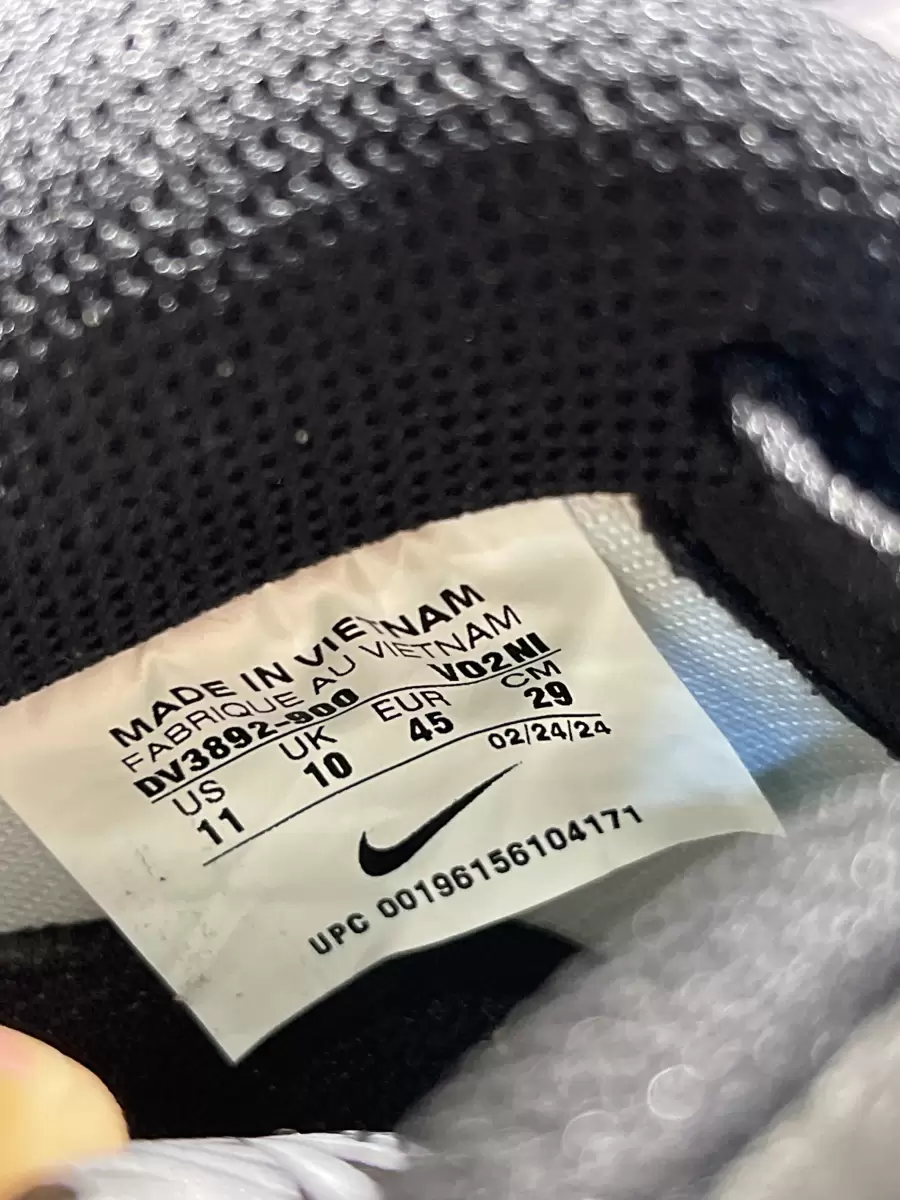 MADE IN VIETNAM
FABRIQUE AU VIETNAM
DV3892-900 VO2NI
US UK EUR CM
11 10 45 29
02/24/24
UPC 00196156104171